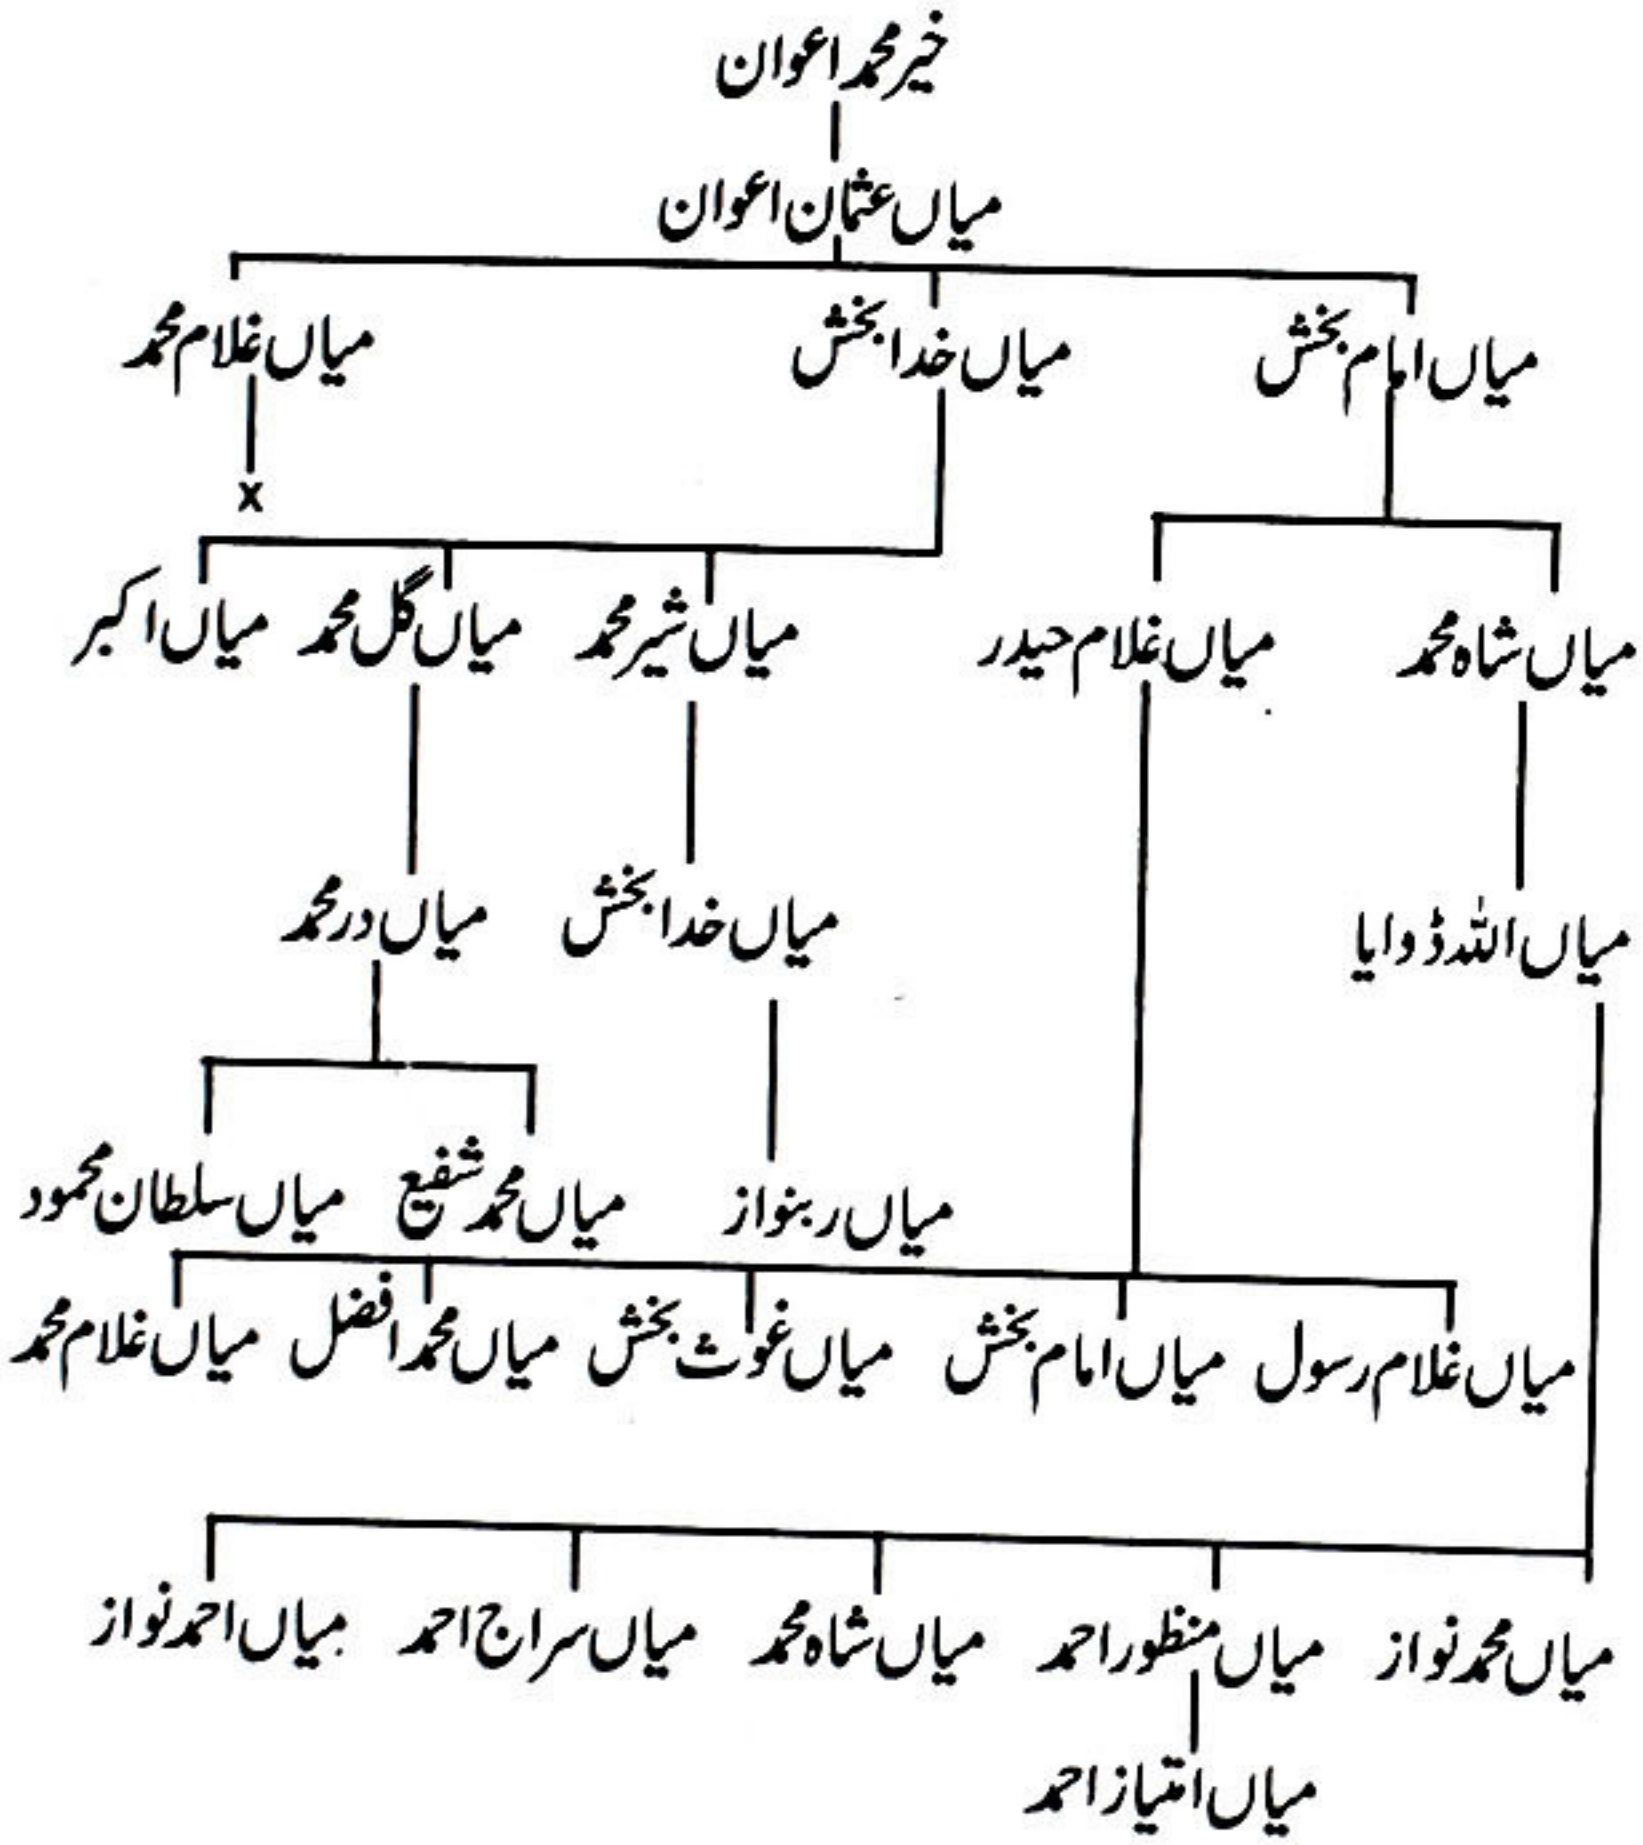 خیر محمد اعوان
میاں عثمان اعوان
میاں امام بخش میاں خدا بخش میاں غلام محمد
x
میاں شاہ محمد میاں غلام حیدر میاں شیر محمد میاں گل محمد میاں اکبر
میاں اللہ ڈوایا میاں خدا بخش میاں در محمد
میاں ربنواز میاں محمد شفیع میاں سلطان محمود
میاں غلام رسول میاں امام بخش میاں غوث بخش میاں محمد افضل میاں غلام محمد
میاں محمد نواز میاں منظور احمد میاں شاہ محمد میاں سراج احمد میاں احمد نواز
میاں امتیاز احمد